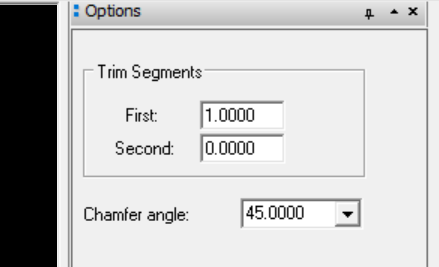 Options
Trim Segments
First: 1.0000
Second: 0.0000
Chamfer angle: 45.0000